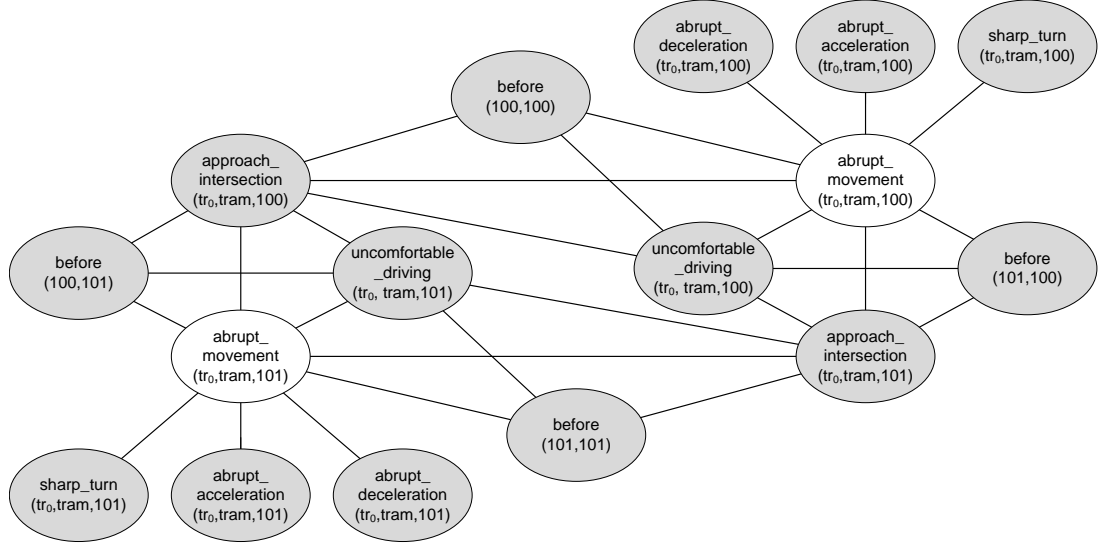 abrupt_
deceleration
(tr₀,tram,100)
abrupt_
acceleration
(tr₀,tram,100)
sharp_turn
(tr₀,tram,100)
before
(100,100)
approach_
intersection
(tr₀,tram,100)
abrupt_
movement
(tr₀,tram,100)
before
(100,101)
uncomfortable
_driving
(tr₀, tram,101)
uncomfortable
_driving
(tr₀, tram,100)
before
(101,100)
abrupt_
movement
(tr₀,tram,101)
approach_
intersection
(tr₀,tram,101)
before
(101,101)
sharp_turn
(tr₀,tram,101)
abrupt_
acceleration
(tr₀,tram,101)
abrupt_
deceleration
(tr₀,tram,101)